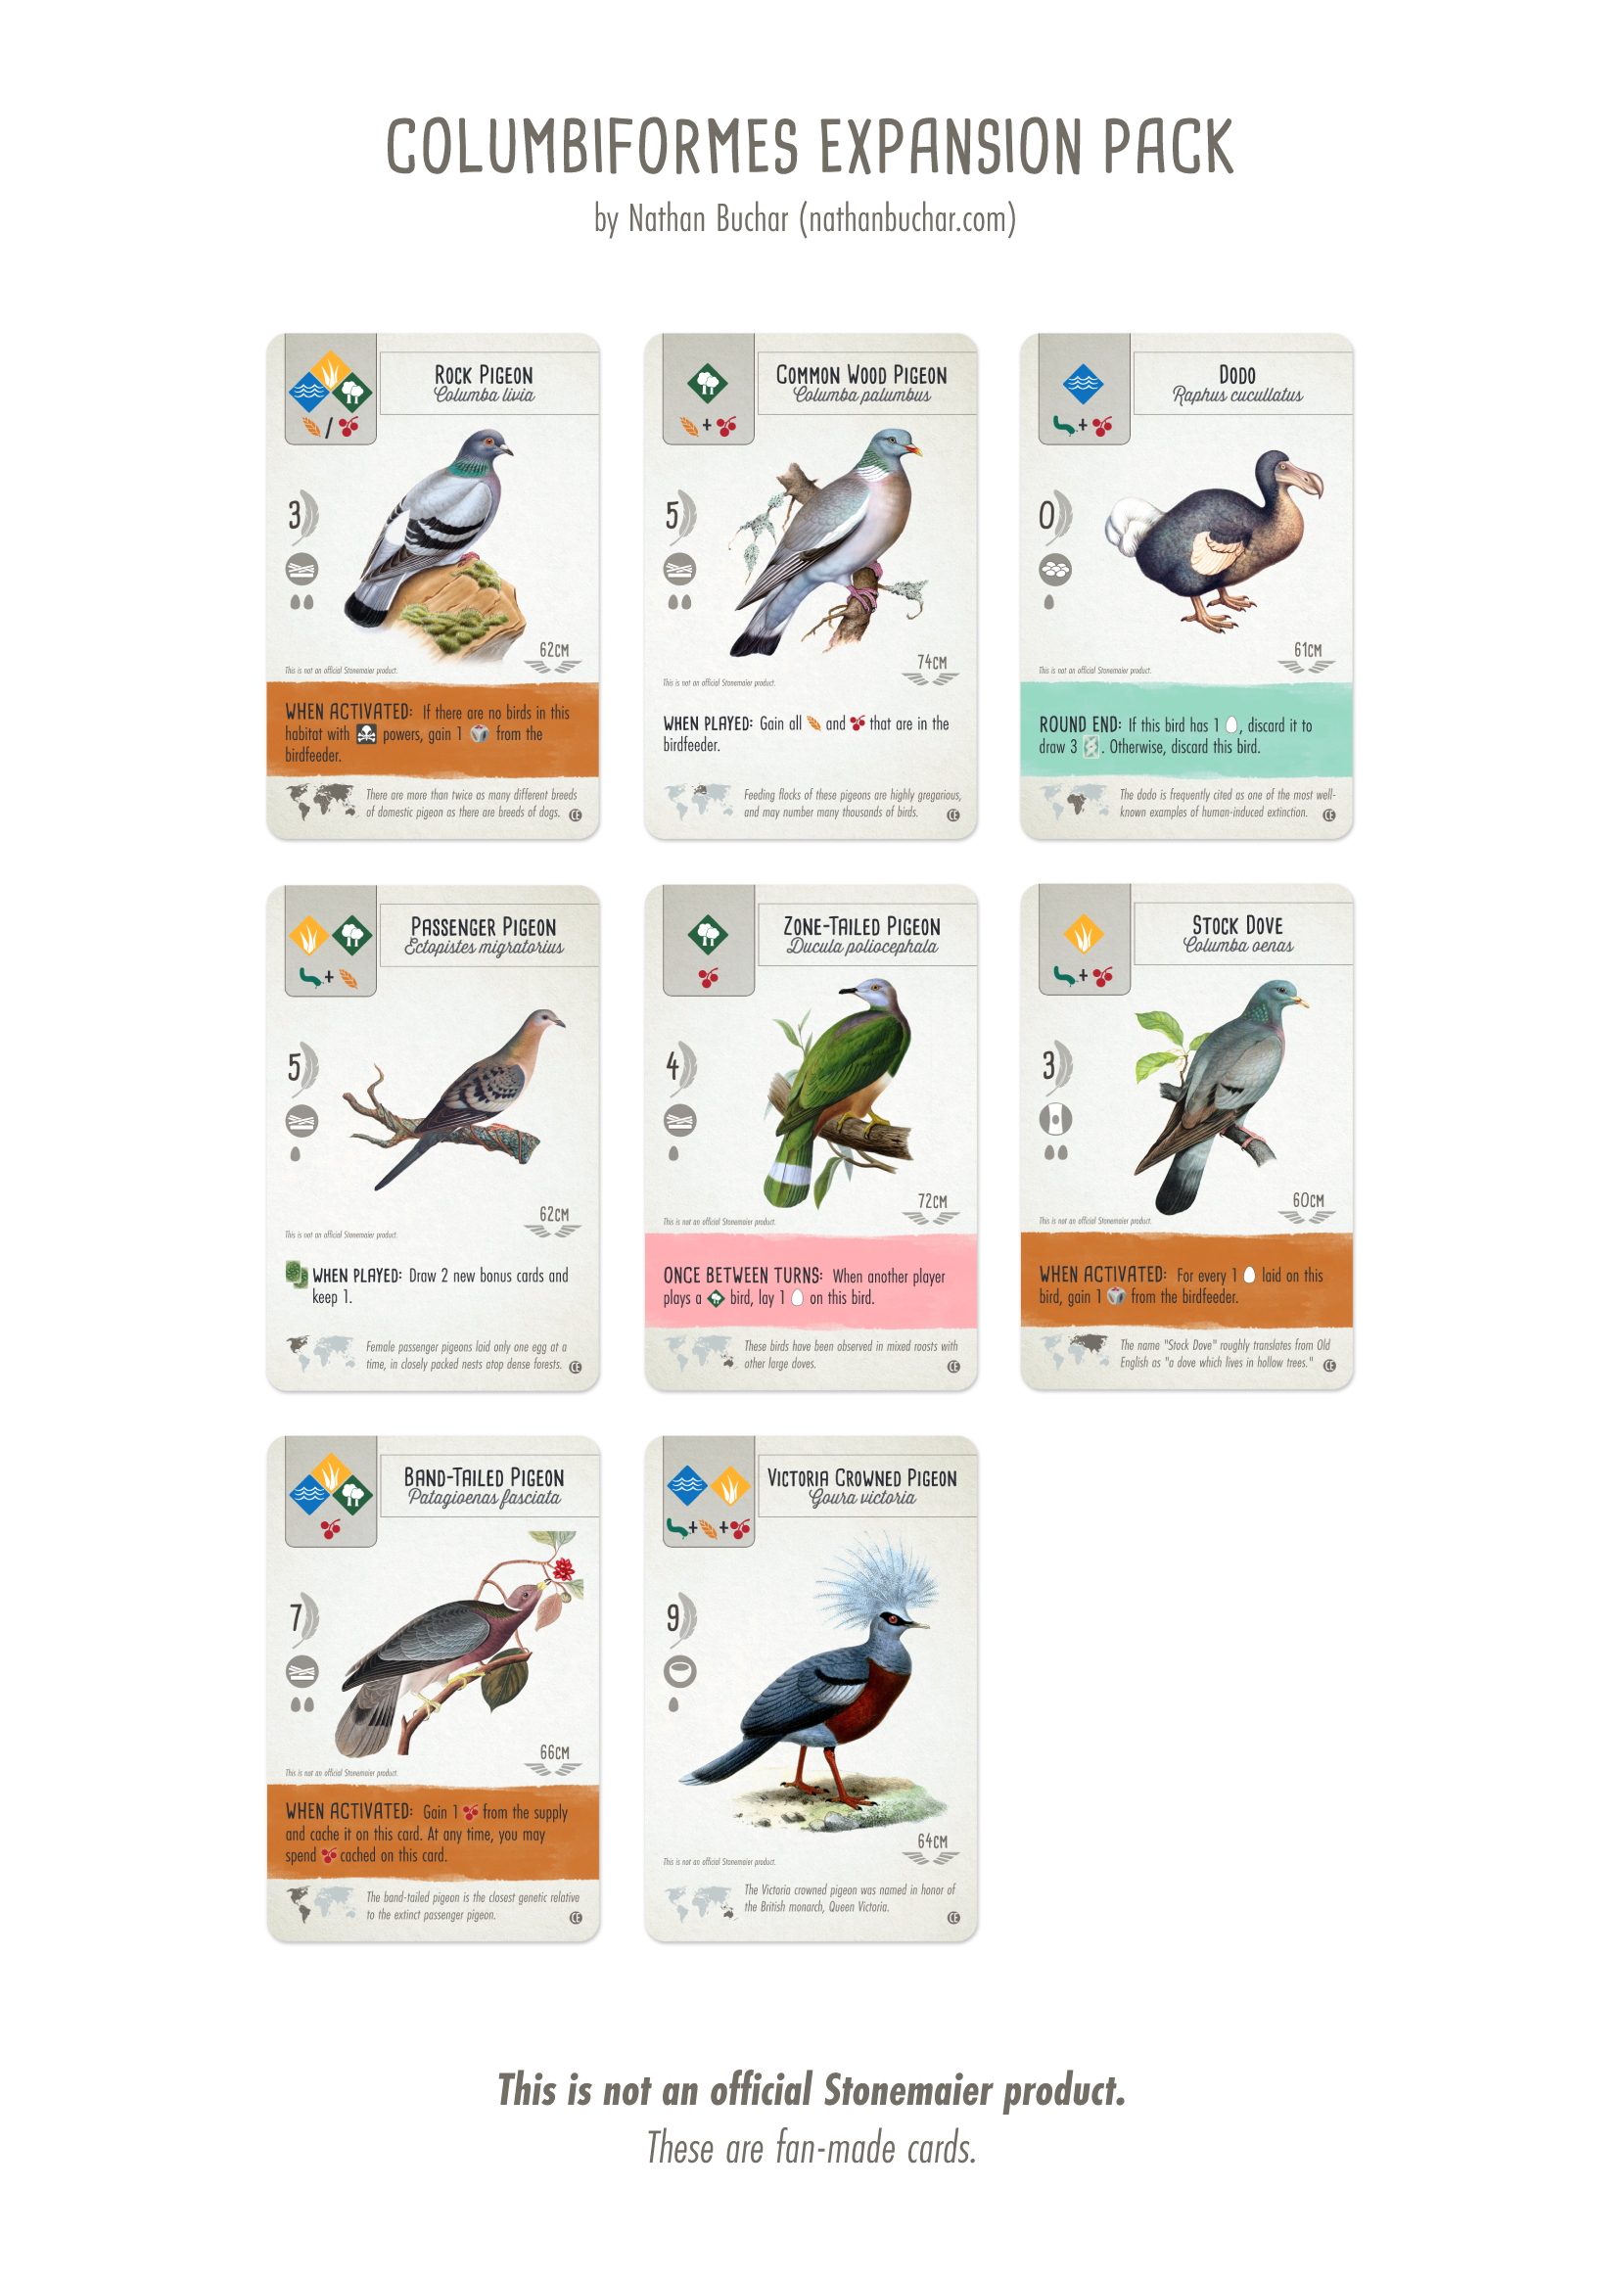 COLUMBIFORMES EXPANSION PACK
by Nathan Buchar (nathanbuchar.com)
ROCK PIGEON
Columba livia
/
3
62CM
This is not an official Stonemaier product.
WHEN ACTIVATED: If there are no birds in this
habitat with powers, gain 1 from the
birdfeeder.
There are more than twice as many different breeds
of domestic pigeon as there are breeds of dogs.
CE
COMMON WOOD PIGEON
Columba palumbus
+
5
74CM
This is not an official Stonemaier product.
WHEN PLAYED: Gain all and that are in the
birdfeeder.
Feeding flocks of these pigeons are highly gregarious,
and may number many thousands of birds.
CE
DODO
Raphus cucullatus
+
0
61CM
This is not an official Stonemaier product.
ROUND END: If this bird has 1 , discard it to
draw 3 . Otherwise, discard this bird.
The dodo is frequently cited as one of the most well-
known examples of human-induced extinction.
CE
PASSENGER PIGEON
Ectopistes migratorius
+
5
62CM
This is not an official Stonemaier product.
WHEN PLAYED: Draw 2 new bonus cards and
keep 1.
Female passenger pigeons laid only one egg at a
time, in closely packed nests atop dense forests.
CE
ZONE-TAILED PIGEON
Ducula poliocephala
4
72CM
This is not an official Stonemaier product.
ONCE BETWEEN TURNS: When another player
plays a bird, lay 1 on this bird.
These birds have been observed in mixed roosts with
other large doves.
CE
STOCK DOVE
Columba oenas
+
3
60CM
This is not an official Stonemaier product.
WHEN ACTIVATED: For every 1 laid on this
bird, gain 1 from the birdfeeder.
The name "Stock Dove" roughly translates from Old
English as "a dove which lives in hollow trees."
CE
BAND-TAILED PIGEON
Patagioenas fasciata
7
66CM
This is not an official Stonemaier product.
WHEN ACTIVATED: Gain 1 from the supply
and cache it on this card. At any time, you may
spend cached on this card.
The band-tailed pigeon is the closest genetic relative
to the extinct passenger pigeon.
CE
VICTORIA CROWNED PIGEON
Goura victoria
+ +
9
64CM
This is not an official Stonemaier product.
The Victoria crowned pigeon was named in honor of
the British monarch, Queen Victoria.
CE
This is not an official Stonemaier product.
These are fan-made cards.